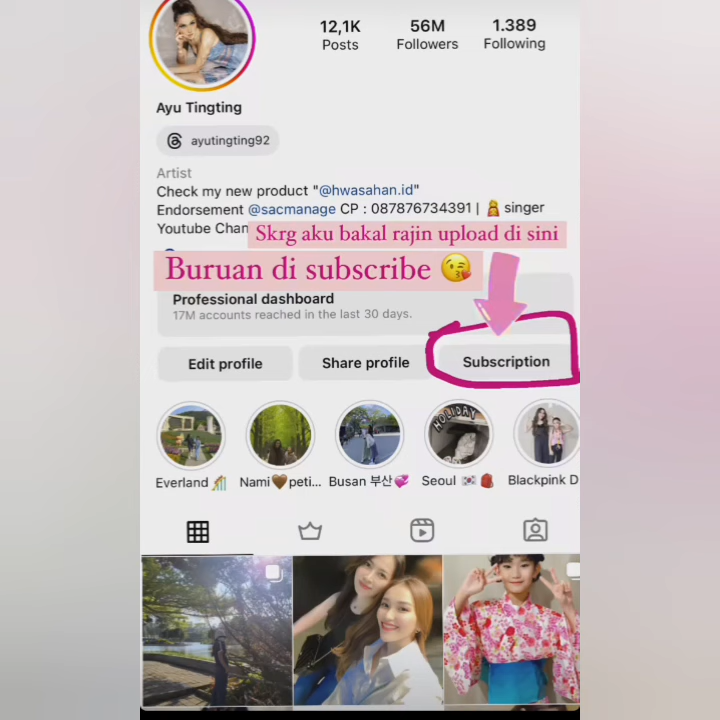 12,1K 56M 1.389
Posts Followers Following
Ayu Tingting
ayutingting92
Artist
Check my new product "@hwasahan.id"
Endorsement @sacmanage CP : 087876734391 | 👸 singer
Youtube Chan
Skrg aku bakal rajin upload di sini
Buruan di subscribe 😘
Professional dashboard
17M accounts reached in the last 30 days.
Edit profile Share profile Subscription
HOLIDAY
Everland 🎢 Nami🤎peti... Busan 부산💞 Seoul 🇰🇷🎒 Blackpink D